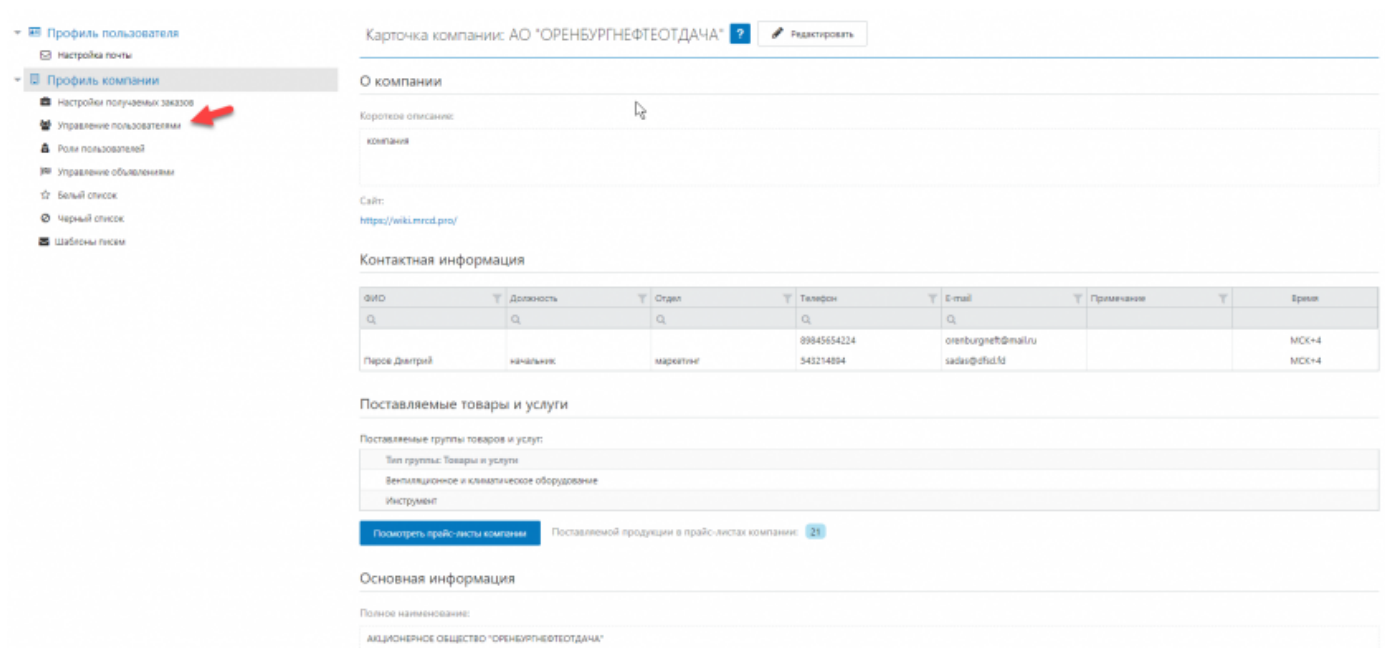 Профиль пользователя
Настройка почты
Профиль компании
Настройки получаемых заказов
Управление пользователями
Роли пользователей
Управление объявлениями
Белый список
Черный список
Шаблоны писем
Карточка компании: АО "ОРЕНБУРГНЕФТЕОТДАЧА" ? Редактировать
О компании
Короткое описание:
компания
Сайт:
https://wiki.mrcd.pro/
Контактная информация
ФИО Должность Отдел Телефон E-mail Примечание Время
89845654224 orenburgneft@mail.ru МСК+4
Перов Дмитрий начальник маркетинг 543214894 sadas@dfsd.fd МСК+4
Поставляемые товары и услуги
Поставляемые группы товаров и услуг:
Тип группы: Товары и услуги
Вентиляционное и климатическое оборудование
Инструмент
Посмотреть прайс-листы компании Поставляемой продукции в прайс-листах компании: 21
Основная информация
Полное наименование:
АКЦИОНЕРНОЕ ОБЩЕСТВО "ОРЕНБУРГНЕФТЕОТДАЧА"